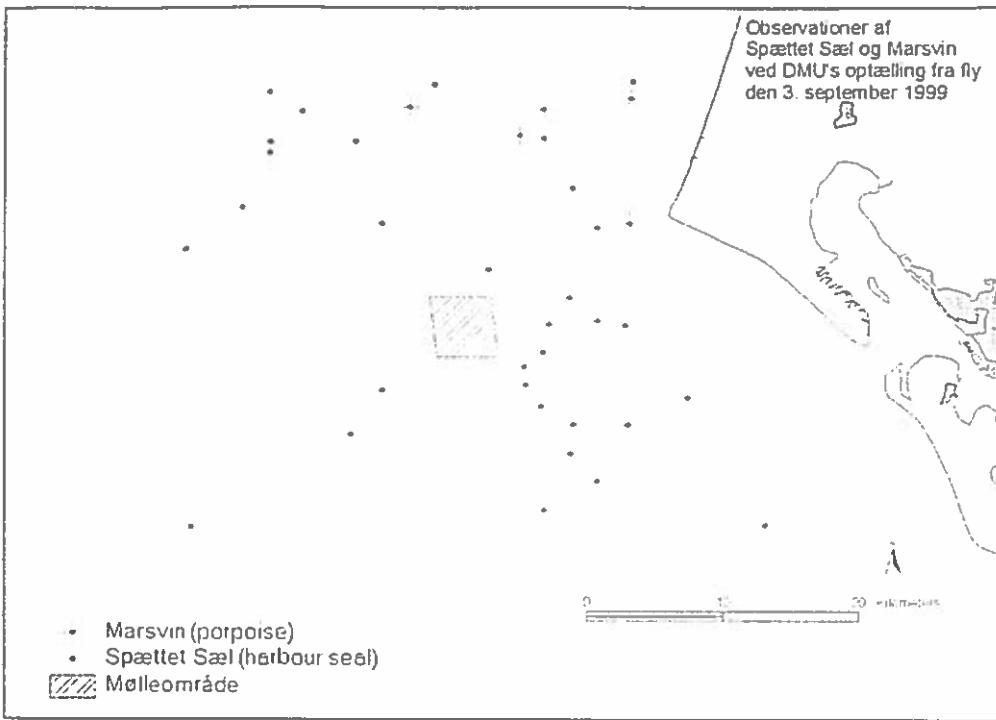 Observationer af
Spættet Sæl og Marsvin
ved DMU's optælling fra fly
den 3. september 1999
0 10 20 kilometers
Marsvin (porpoise)
Spættet Sæl (harbour seal)
Mølleområde